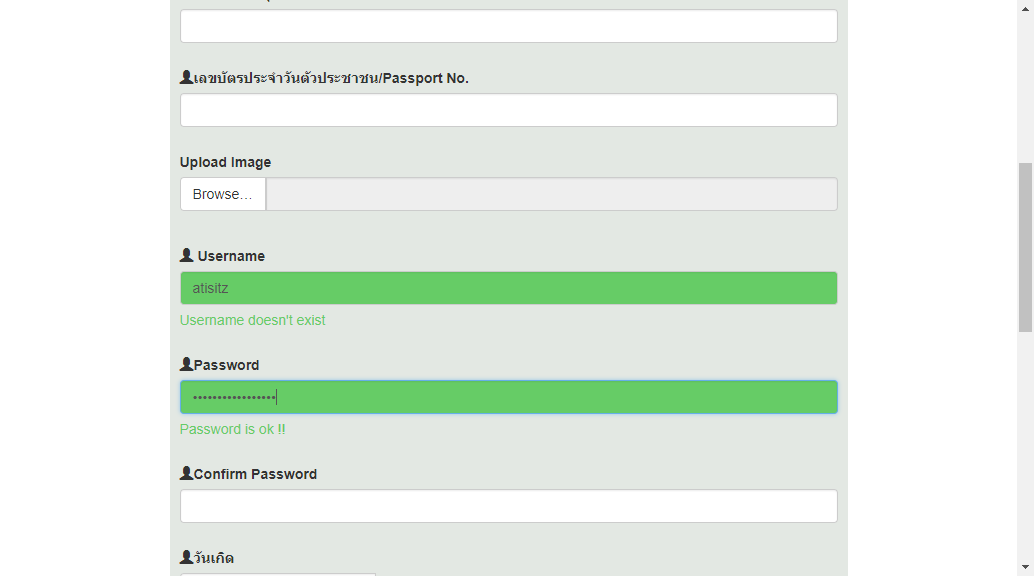 เลขบัตรประจำวันตัวประชาชน/Passport No.
Upload Image
Browse…
Username
atisitz
Username doesn't exist
Password
•••••••••••••••••
Password is ok !!
Confirm Password
วันเกิด